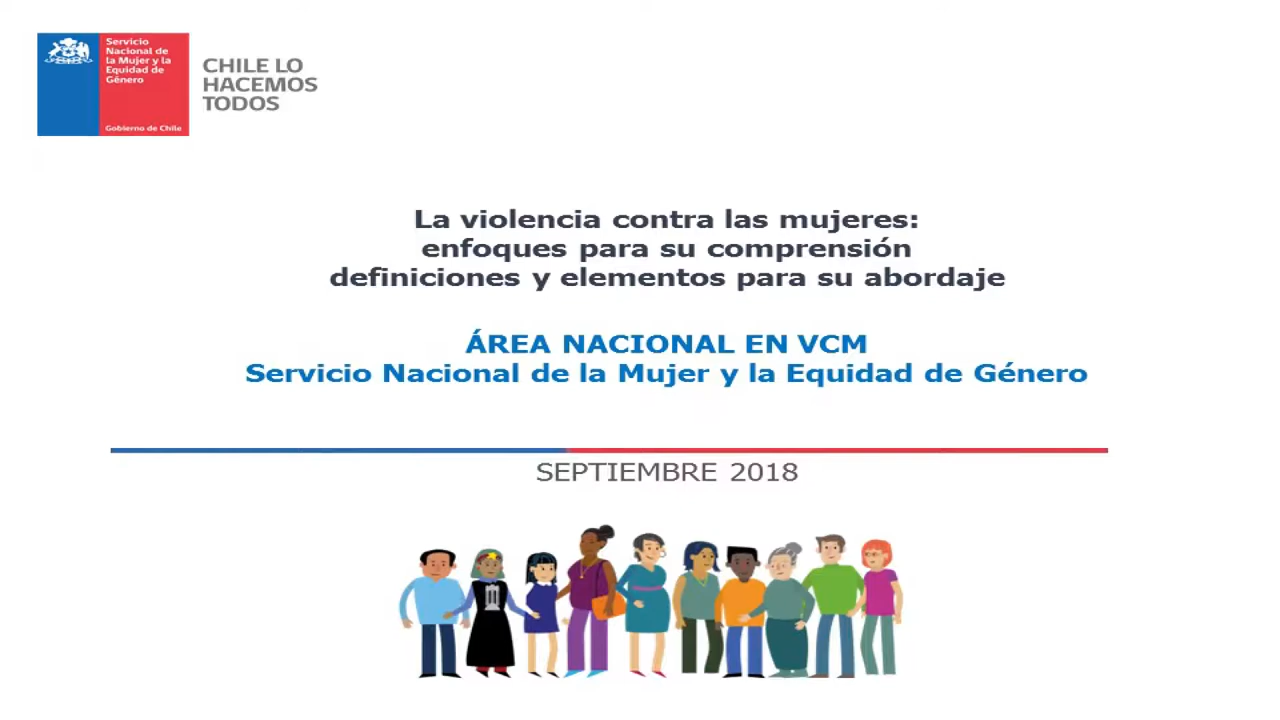 Servicio
Nacional de
la Mujer y la
Equidad de
Género
Gobierno de Chile
CHILE LO
HACEMOS
TODOS
La violencia contra las mujeres:
enfoques para su comprensión
definiciones y elementos para su abordaje
ÁREA NACIONAL EN VCM
Servicio Nacional de la Mujer y la Equidad de Género
SEPTIEMBRE 2018